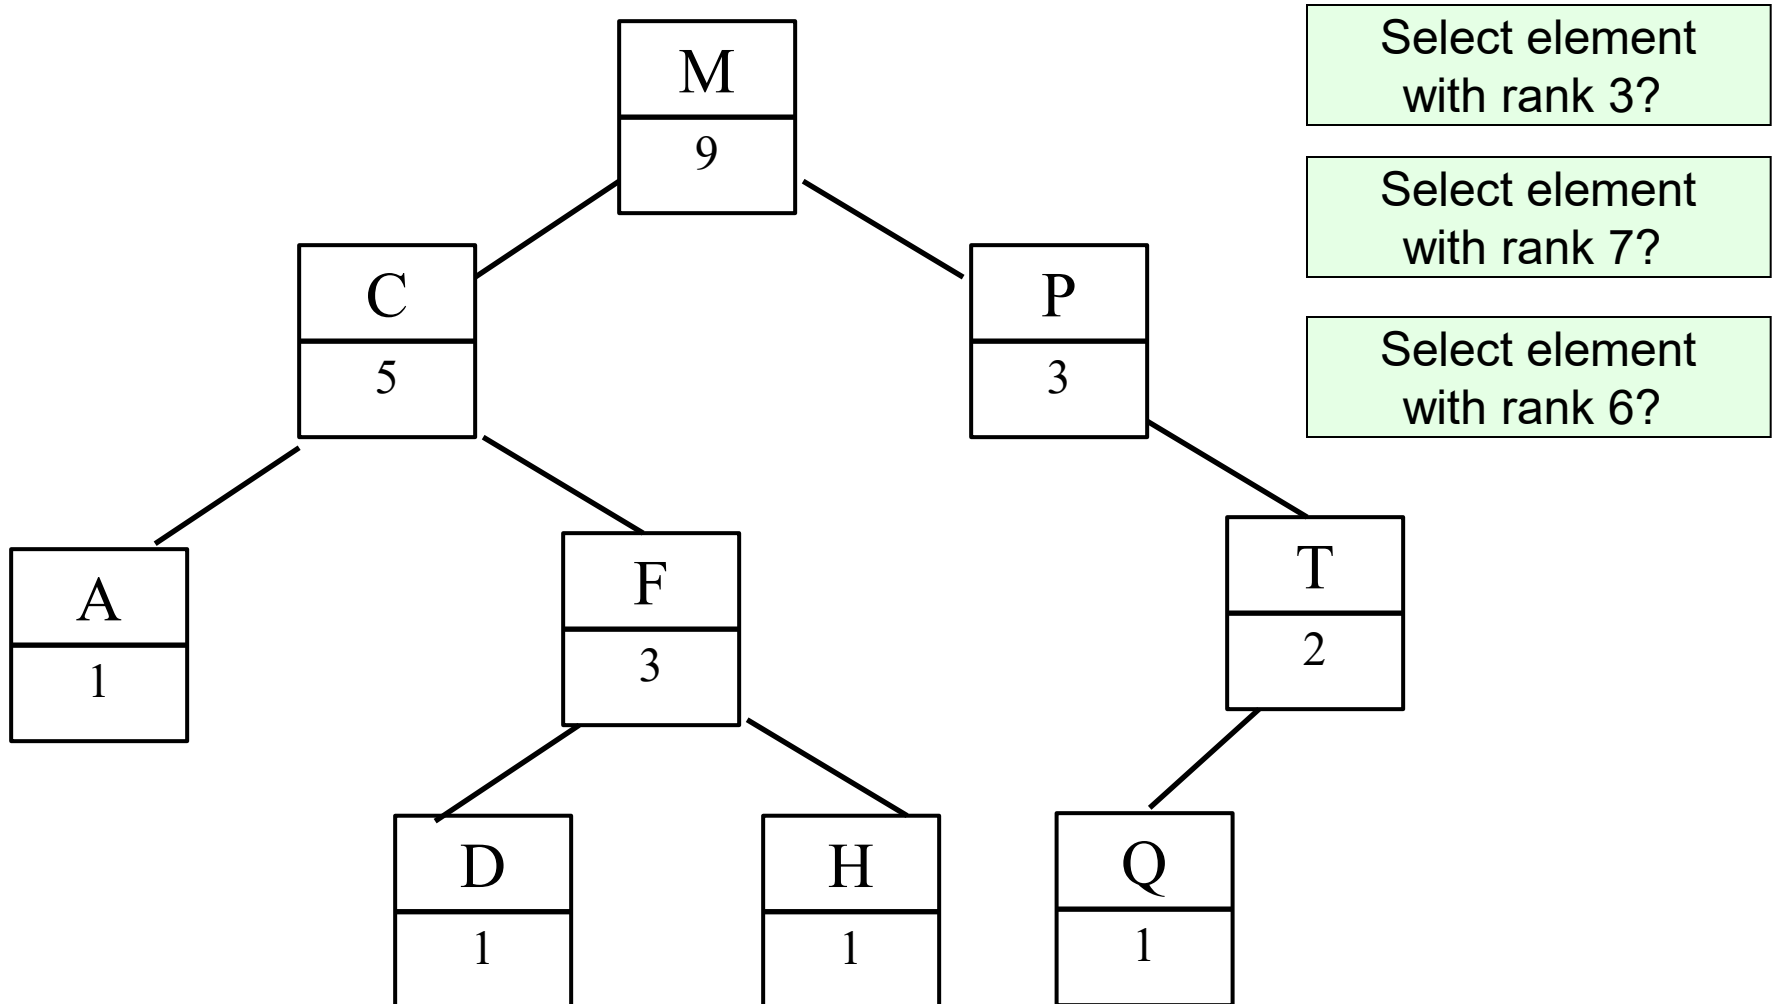 M
9
Select element
with rank 3?
Select element
with rank 7?
C
5
P
3
Select element
with rank 6?
A
1
F
3
T
2
D
1
H
1
Q
1